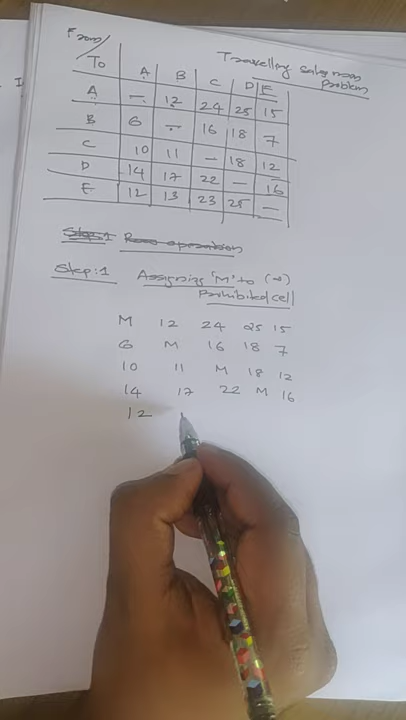 From/
To
Travelling salesman
problem
A B C D E
A — 12 24 25 15
B 6 — 16 18 7
C 10 11 — 18 12
D 14 17 22 — 16
E 12 13 23 25 —
Step:1 Row operation
Step:1 Assigning 'M' to (∞)
Prohibited cell
M 12 24 25 15
6 M 16 18 7
10 11 M 18 12
14 17 22 M 16
12